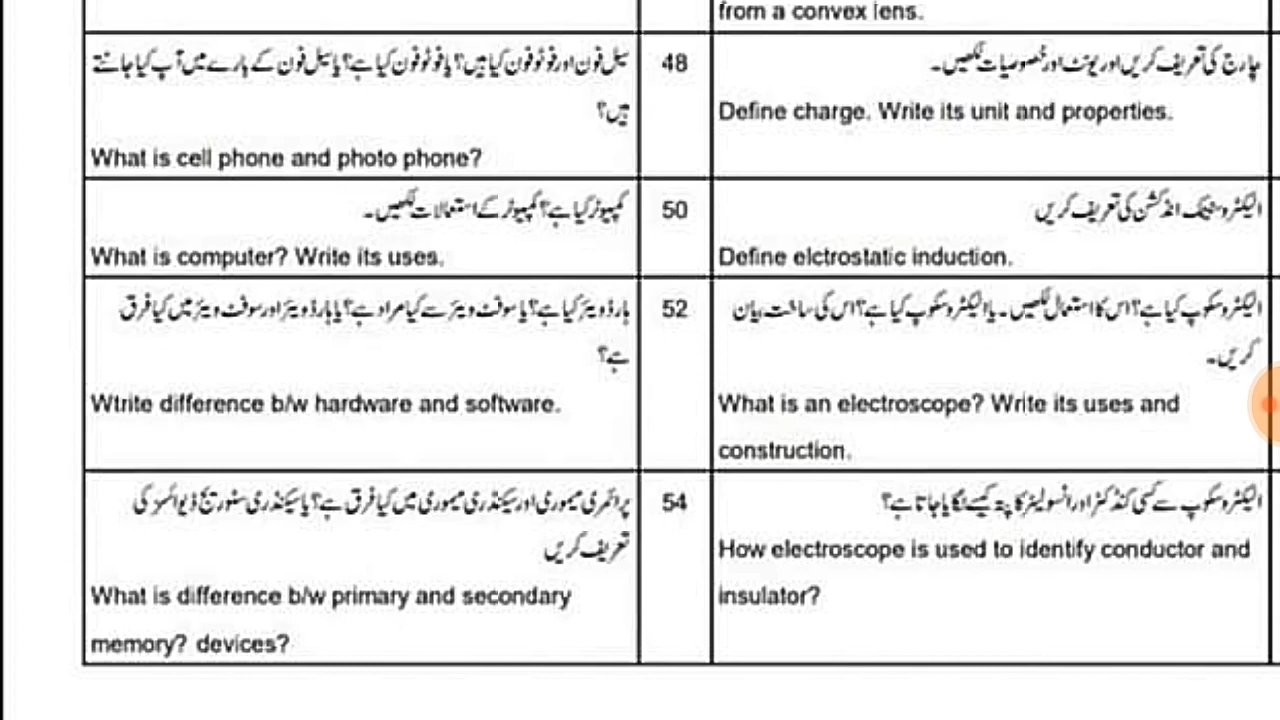 from a convex lens.
سیل فون اور فوٹو فون کیا ہیں؟ یا فوٹو فون کیا ہے؟ یا سیل فون کے بارے میں آپ کیا جانتے
ہیں؟
What is cell phone and photo phone?
48
چارج کی تعریف کریں اور یونٹ اور خصوصیات لکھیں۔
Define charge. Write its unit and properties.
کمپیوٹر کیا ہے؟ کمپیوٹر کے استعمالات لکھیں۔
What is computer? Write its uses.
50
الیکٹروسٹیٹک انڈکشن کی تعریف کریں
Define elctrostatic induction.
ہارڈ ویئر کیا ہے؟ یا سوفٹ ویئر سے کیا مراد ہے؟ یا ہارڈ ویئر اور سوفٹ ویئر میں کیا فرق
ہے؟
Wtrite difference b/w hardware and software.
52
الیکٹروسکوپ کیا ہے؟ اس کا استعمال لکھیں۔ یا الیکٹروسکوپ کیا ہے؟ اس کی ساخت بیان
کریں۔
What is an electroscope? Write its uses and
construction.
پرائمری میموری اور سیکنڈری میموری میں کیا فرق ہے؟ یا سیکنڈری سٹوریج ڈیوائسز کی
تعریف کریں
What is difference b/w primary and secondary
memory? devices?
54
الیکٹروسکوپ سے کسی کنڈکٹر اور انسولیٹر کا پتہ کیسے لگایا جاتا ہے؟
How electroscope is used to identify conductor and
insulator?